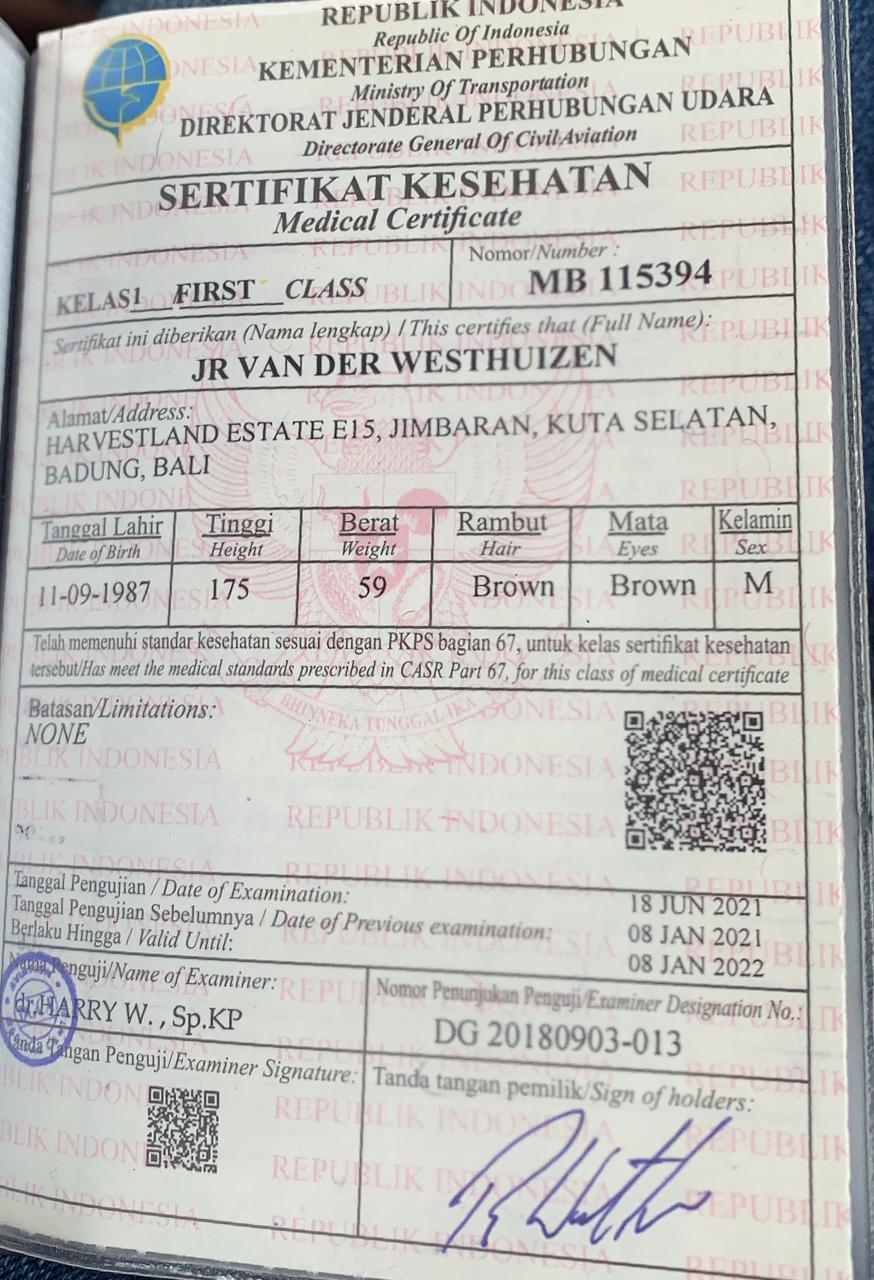 REPUBLIK INDONESIA
Republic Of Indonesia
KEMENTERIAN PERHUBUNGAN
Ministry Of Transportation
DIREKTORAT JENDERAL PERHUBUNGAN UDARA
Directorate General Of Civil Aviation
SERTIFIKAT KESEHATAN
Medical Certificate
KELAS1 FIRST CLASS
Nomor/Number :
MB 115394
Sertifikat ini diberikan (Nama lengkap) / This certifies that (Full Name):
JR VAN DER WESTHUIZEN
Alamat/Address:
HARVESTLAND ESTATE E15, JIMBARAN, KUTA SELATAN,
BADUNG, BALI
Tanggal Lahir Tinggi Berat Rambut Mata Kelamin
Date of Birth Height Weight Hair Eyes Sex
11-09-1987 175 59 Brown Brown M
Telah memenuhi standar kesehatan sesuai dengan PKPS bagian 67, untuk kelas sertifikat kesehatan
tersebut/Has meet the medical standards prescribed in CASR Part 67, for this class of medical certificate
Batasan/Limitations:
NONE
BHINNEKA TUNGGAL IKA
Tanggal Pengujian / Date of Examination: 18 JUN 2021
Tanggal Pengujian Sebelumnya / Date of Previous examination: 08 JAN 2021
Berlaku Hingga / Valid Until: 08 JAN 2022
Nama Penguji/Name of Examiner:
dr.HARRY W. , Sp.KP
Nomor Penunjukan Penguji/Examiner Designation No.:
DG 20180903-013
Tanda Tangan Penguji/Examiner Signature:
Tanda tangan pemilik/Sign of holders: